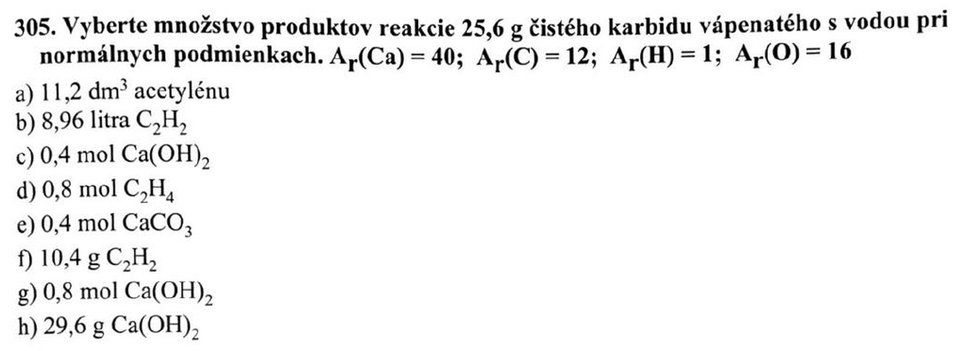 305. Vyberte množstvo produktov reakcie 25,6 g čistého karbidu vápenatého s vodou pri
normálnych podmienkach. Aᵣ(Ca) = 40; Aᵣ(C) = 12; Aᵣ(H) = 1; Aᵣ(O) = 16
a) 11,2 dm³ acetylénu
b) 8,96 litra C₂H₂
c) 0,4 mol Ca(OH)₂
d) 0,8 mol C₂H₄
e) 0,4 mol CaCO₃
f) 10,4 g C₂H₂
g) 0,8 mol Ca(OH)₂
h) 29,6 g Ca(OH)₂